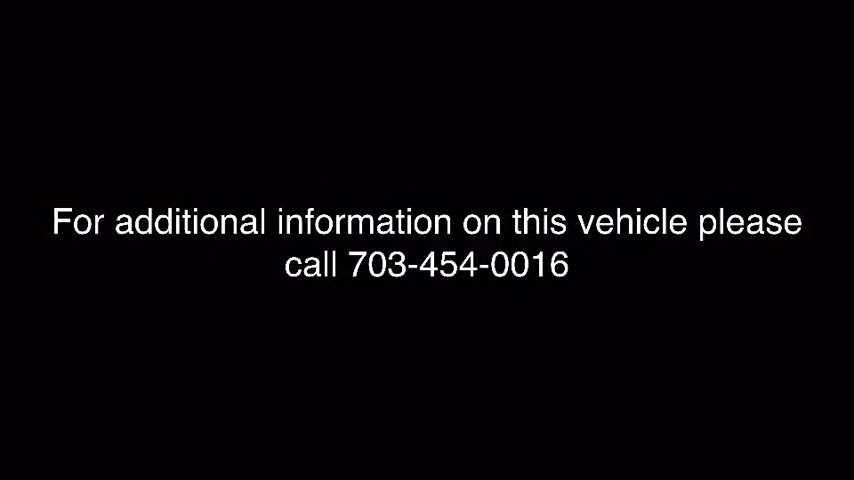 For additional information on this vehicle please
call 703-454-0016